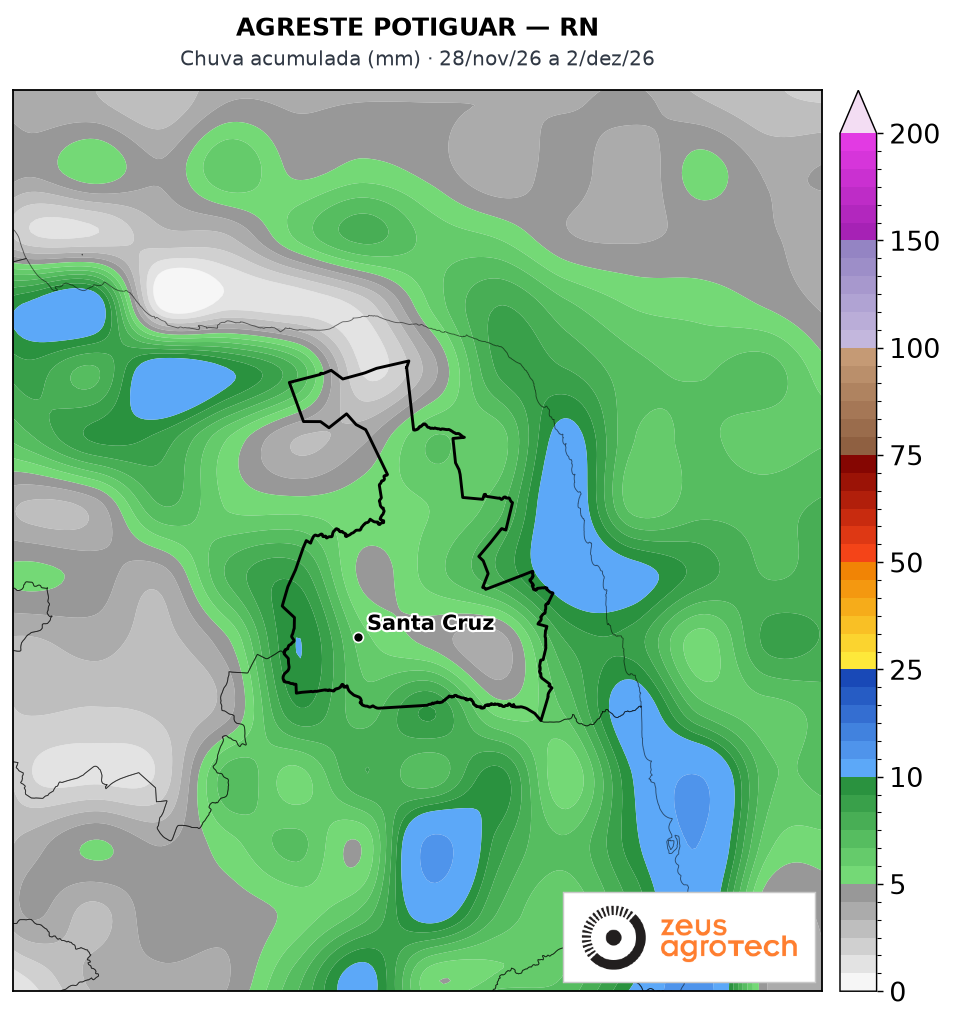 AGRESTE POTIGUAR — RN
Chuva acumulada (mm) · 28/nov/26 a 2/dez/26
200
150
100
75
50
25
10
5
0
Santa Cruz
zeus
agrotech